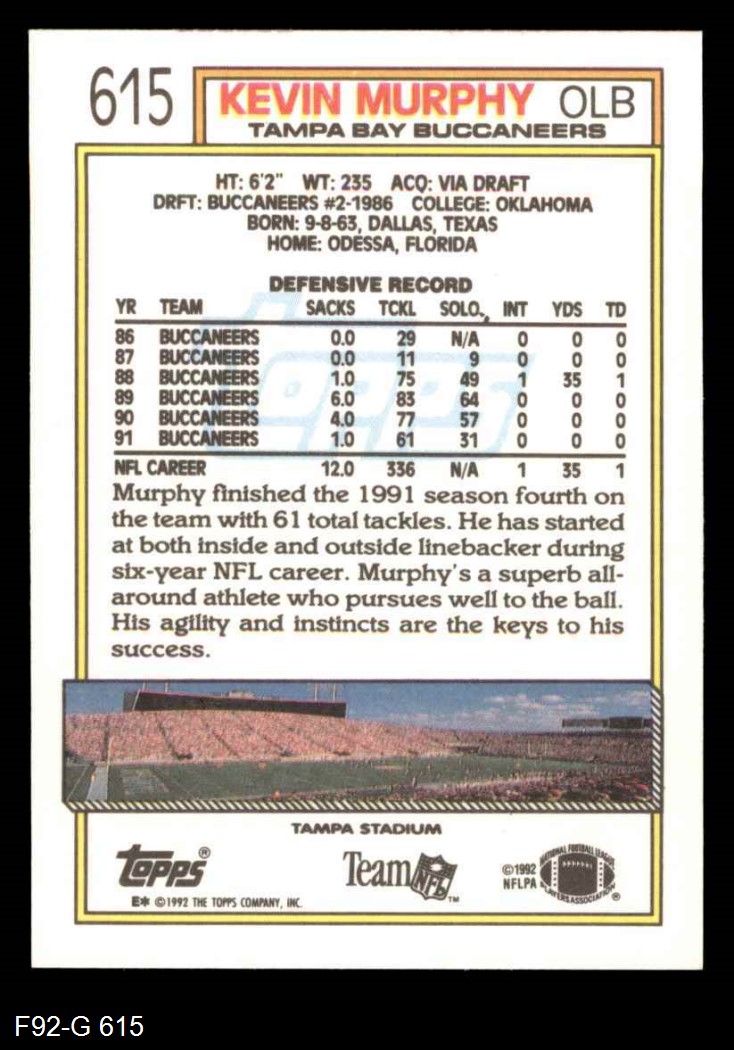 615 KEVIN MURPHY OLB
TAMPA BAY BUCCANEERS
HT: 6'2" WT: 235 ACQ: VIA DRAFT
DRFT: BUCCANEERS #2-1986 COLLEGE: OKLAHOMA
BORN: 9-8-63, DALLAS, TEXAS
HOME: ODESSA, FLORIDA
DEFENSIVE RECORD
YR TEAM SACKS TCKL SOLO. INT YDS TD
86 BUCCANEERS 0.0 29 N/A 0 0 0
87 BUCCANEERS 0.0 11 9 0 0 0
88 BUCCANEERS 1.0 75 49 1 35 1
89 BUCCANEERS 6.0 83 64 0 0 0
90 BUCCANEERS 4.0 77 57 0 0 0
91 BUCCANEERS 1.0 61 31 0 0 0
NFL CAREER 12.0 336 N/A 1 35 1
topps
Murphy finished the 1991 season fourth on
the team with 61 total tackles. He has started
at both inside and outside linebacker during
six-year NFL career. Murphy's a superb all-
around athlete who pursues well to the ball.
His agility and instincts are the keys to his
success.
TAMPA STADIUM
topps®
Team NFL™
©1992
NFLPA
NATIONAL FOOTBALL LEAGUE
PLAYERS ASSOCIATION®
E* ©1992 THE TOPPS COMPANY, INC.
F92-G 615